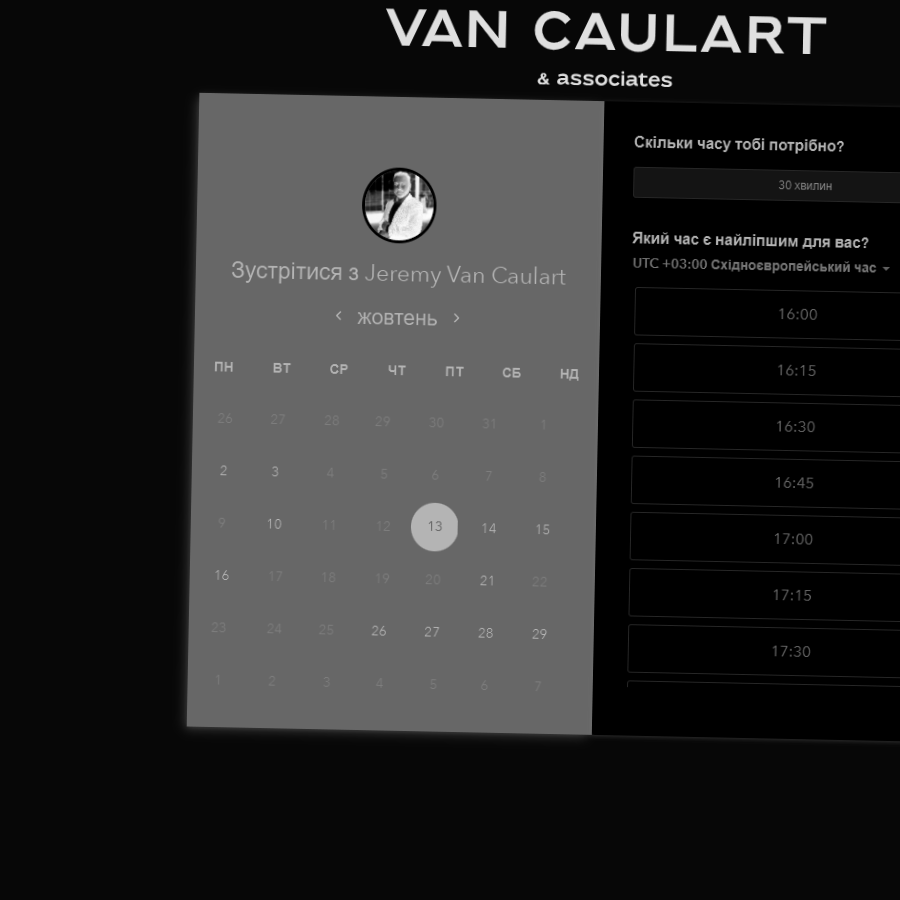 VAN CAULART
& associates
Зустрітися з Jeremy Van Caulart
‹ жовтень ›
ПН ВТ СР ЧТ ПТ СБ НД
26 27 28 29 30 31 1
2 3 4 5 6 7 8
9 10 11 12 13 14 15
16 17 18 19 20 21 22
23 24 25 26 27 28 29
1 2 3 4 5 6 7
Скільки часу тобі потрібно?
30 хвилин
Який час є найліпшим для вас?
UTC +03:00 Східноєвропейський час
16:00
16:15
16:30
16:45
17:00
17:15
17:30